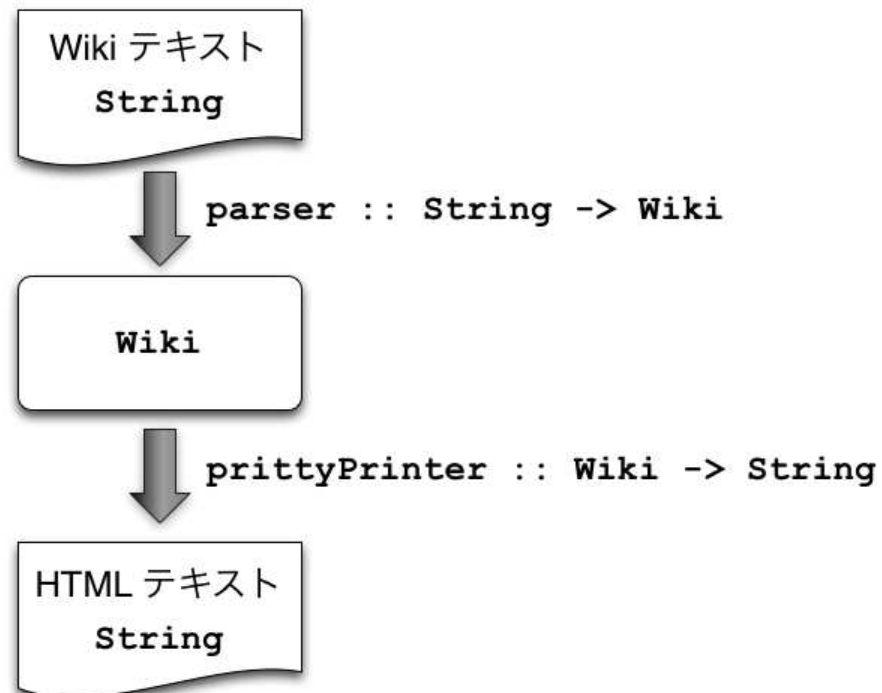 Wiki テキスト
String
parser :: String -> Wiki
Wiki
prittyPrinter :: Wiki -> String
HTML テキスト
String